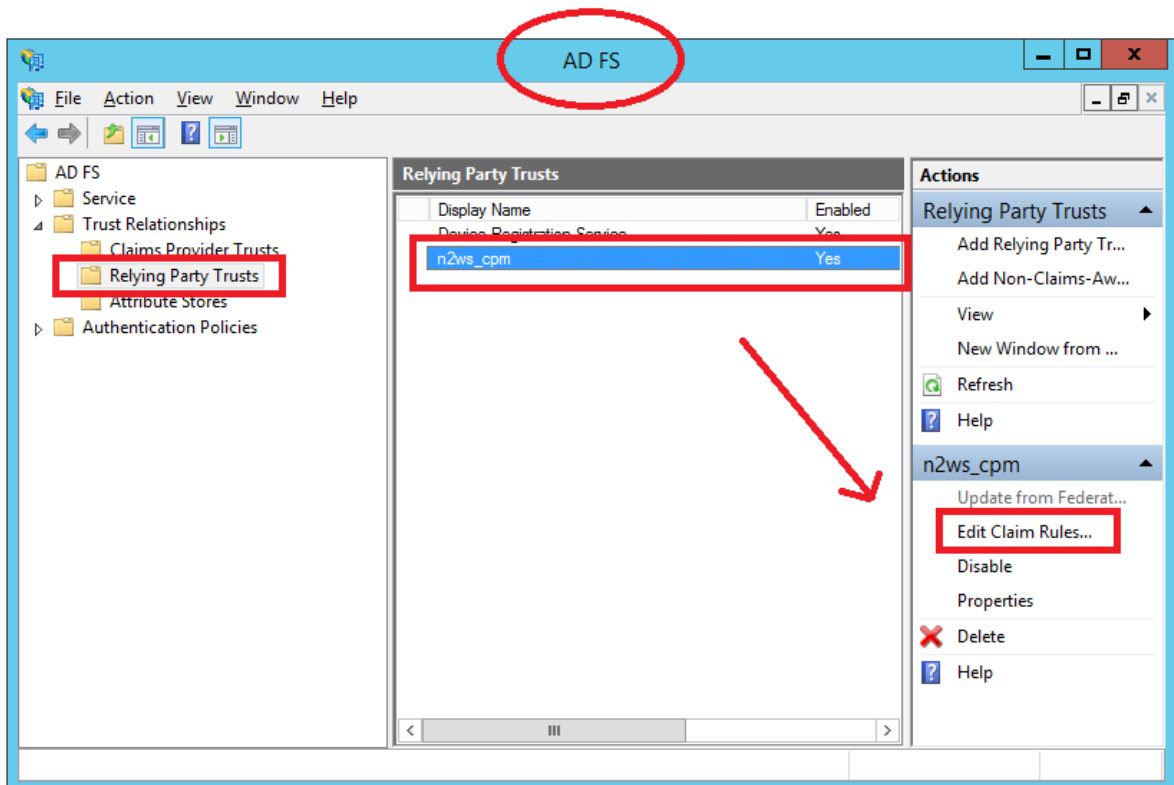 AD FS
File Action View Window Help
AD FS
Service
Trust Relationships
Claims Provider Trusts
Relying Party Trusts
Attribute Stores
Authentication Policies
Relying Party Trusts
Display Name Enabled
Device Registration Service Yes
n2ws_cpm Yes
Actions
Relying Party Trusts
Add Relying Party Tr...
Add Non-Claims-Aw...
View
New Window from ...
Refresh
Help
n2ws_cpm
Update from Federat...
Edit Claim Rules...
Disable
Properties
Delete
Help